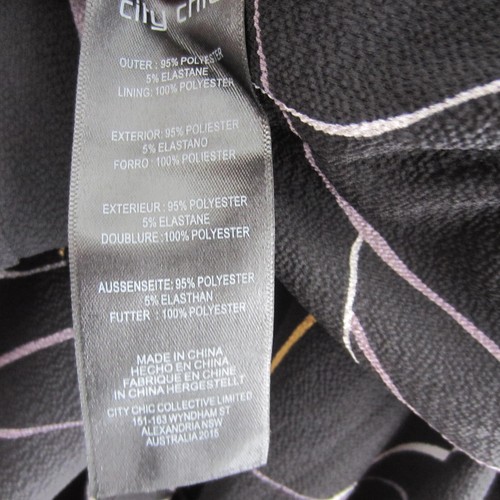 city chic
OUTER : 95% POLYESTER
5% ELASTANE
LINING: 100% POLYESTER
EXTERIOR: 95% POLIESTER
5% ELASTANO
FORRO : 100% POLIESTER
EXTERIEUR : 95% POLYESTER
5% ELASTANE
DOUBLURE :100% POLYESTER
AUSSENSEITE: 95% POLYESTER
5% ELASTHAN
FUTTER : 100% POLYESTER
MADE IN CHINA
HECHO EN CHINA
FABRIQUE EN CHINE
IN CHINA HERGESTELLT
CITY CHIC COLLECTIVE LIMITED
151-163 WYNDHAM ST
ALEXANDRIA NSW
AUSTRALIA 2015